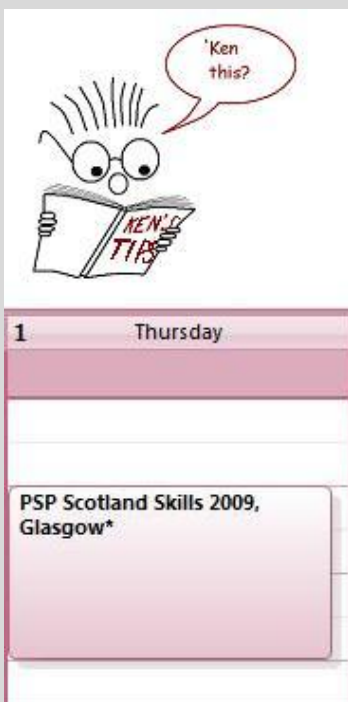 'Ken
this?
KEN'S
TIPS
1 Thursday
PSP Scotland Skills 2009,
Glasgow*